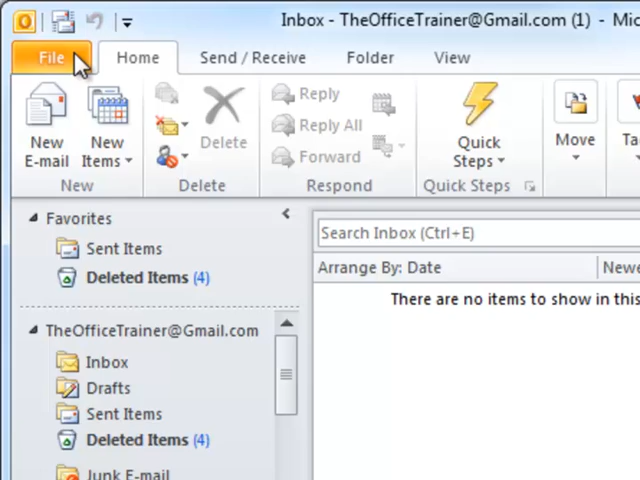 Inbox - TheOfficeTrainer@Gmail.com (1) - Mic
File Home Send / Receive Folder View
New E-mail
New Items
Delete
Reply
Reply All
Forward
Quick Steps
Move
New Delete Respond Quick Steps
Favorites
Sent Items
Deleted Items (4)
TheOfficeTrainer@Gmail.com
Inbox
Drafts
Sent Items
Deleted Items (4)
Junk E-mail
Search Inbox (Ctrl+E)
Arrange By: Date
There are no items to show in this